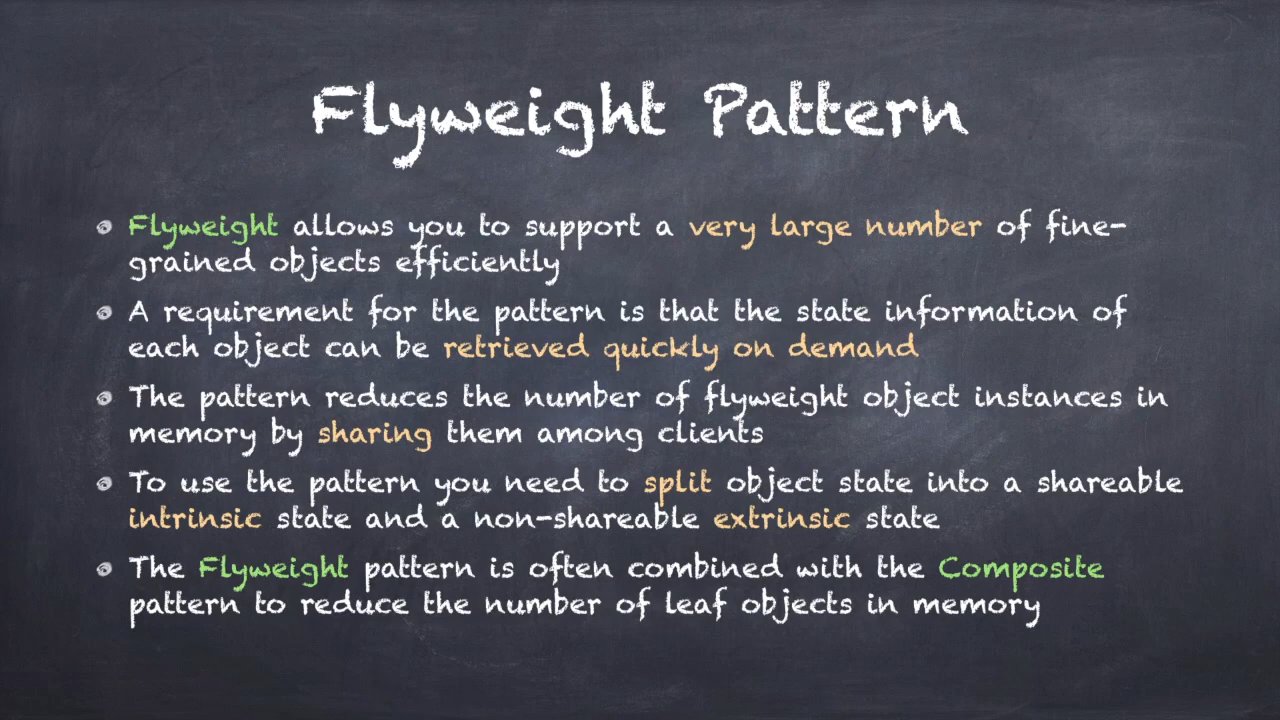 Flyweight Pattern
Flyweight allows you to support a very large number of fine-
grained objects efficiently
A requirement for the pattern is that the state information of
each object can be retrieved quickly on demand
The pattern reduces the number of flyweight object instances in
memory by sharing them among clients
To use the pattern you need to split object state into a shareable
intrinsic state and a non-shareable extrinsic state
The Flyweight pattern is often combined with the Composite
pattern to reduce the number of leaf objects in memory